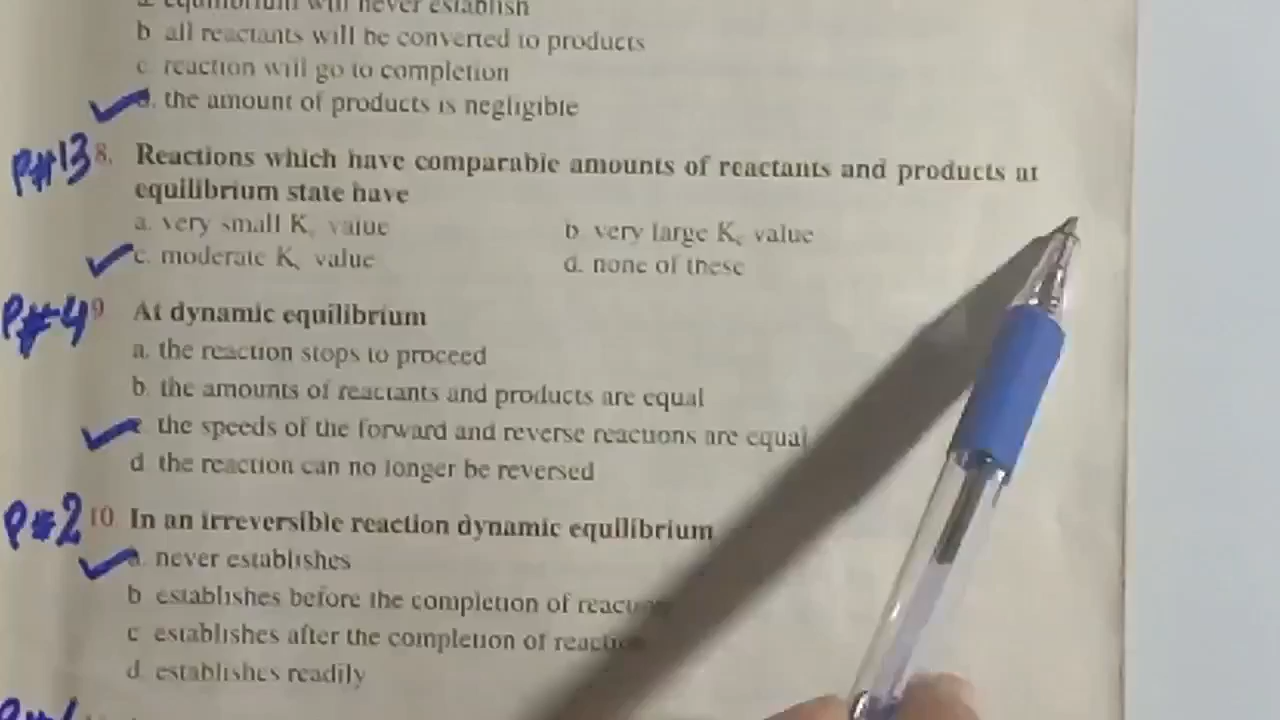 a. equilibrium will never establish
b all reactants will be converted to products
c. reaction will go to completion
d. the amount of products is negligible
P#13 8. Reactions which have comparable amounts of reactants and products at
equilibrium state have
a. very small Kc value b very large Kc value
c. moderate Kc value d. none of these
P#4 9 At dynamic equilibrium
a. the reaction stops to proceed
b. the amounts of reactants and products are equal
c the speeds of the forward and reverse reactions are equal
d the reaction can no longer be reversed
P#2 10. In an irreversible reaction dynamic equilibrium
a. never establishes
b establishes before the completion of
c establishes after the completion of
d. establishes readily